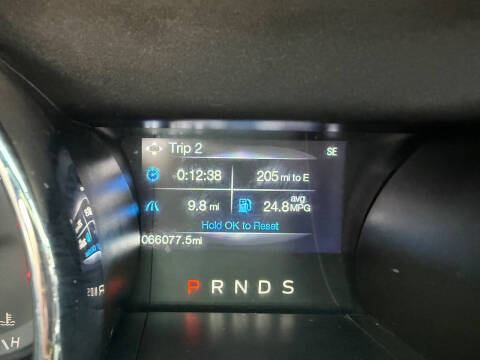 Trip 2 SE
0:12:38 205 mi to E
9.8 mi 24.8 avg MPG
Hold OK to Reset
066077.5mi
P R N D S
H